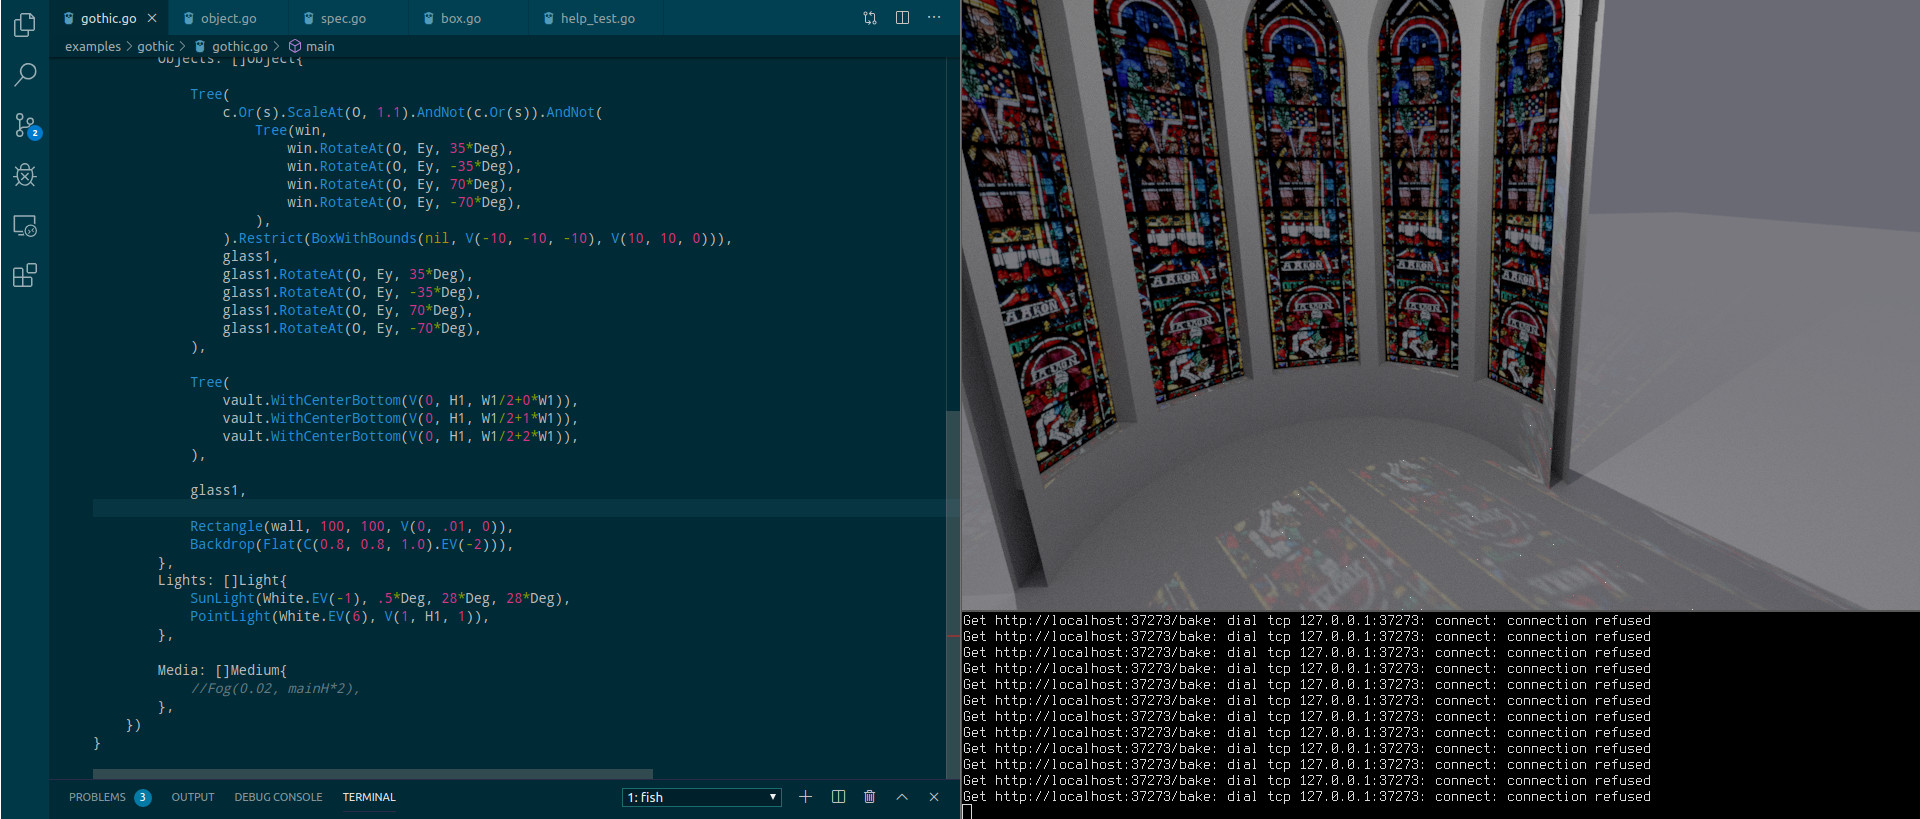 gothic.go
object.go
spec.go
box.go
help_test.go
examples > gothic > gothic.go > main
Objects: []Object{
Tree(
c.Or(s).ScaleAt(O, 1.1).AndNot(c.Or(s)).AndNot(
Tree(win,
win.RotateAt(O, Ey, 35*Deg),
win.RotateAt(O, Ey, -35*Deg),
win.RotateAt(O, Ey, 70*Deg),
win.RotateAt(O, Ey, -70*Deg),
),
).Restrict(BoxWithBounds(nil, V(-10, -10, -10), V(10, 10, 0))),
glass1,
glass1.RotateAt(O, Ey, 35*Deg),
glass1.RotateAt(O, Ey, -35*Deg),
glass1.RotateAt(O, Ey, 70*Deg),
glass1.RotateAt(O, Ey, -70*Deg),
),
Tree(
vault.WithCenterBottom(V(0, H1, W1/2+0*W1)),
vault.WithCenterBottom(V(0, H1, W1/2+1*W1)),
vault.WithCenterBottom(V(0, H1, W1/2+2*W1)),
),
glass1,
Rectangle(wall, 100, 100, V(0, .01, 0)),
Backdrop(Flat(C(0.8, 0.8, 1.0).EV(-2))),
},
Lights: []Light{
SunLight(White.EV(-1), .5*Deg, 28*Deg, 28*Deg),
PointLight(White.EV(6), V(1, H1, 1)),
},
Media: []Medium{
//Fog(0.02, mainH*2),
},
})
}
2
PROBLEMS 3 OUTPUT DEBUG CONSOLE TERMINAL 1: fish
AARON
AARON
AARON
AARON
AARON
Get http://localhost:37273/bake: dial tcp 127.0.0.1:37273: connect: connection refused
Get http://localhost:37273/bake: dial tcp 127.0.0.1:37273: connect: connection refused
Get http://localhost:37273/bake: dial tcp 127.0.0.1:37273: connect: connection refused
Get http://localhost:37273/bake: dial tcp 127.0.0.1:37273: connect: connection refused
Get http://localhost:37273/bake: dial tcp 127.0.0.1:37273: connect: connection refused
Get http://localhost:37273/bake: dial tcp 127.0.0.1:37273: connect: connection refused
Get http://localhost:37273/bake: dial tcp 127.0.0.1:37273: connect: connection refused
Get http://localhost:37273/bake: dial tcp 127.0.0.1:37273: connect: connection refused
Get http://localhost:37273/bake: dial tcp 127.0.0.1:37273: connect: connection refused
Get http://localhost:37273/bake: dial tcp 127.0.0.1:37273: connect: connection refused
Get http://localhost:37273/bake: dial tcp 127.0.0.1:37273: connect: connection refused
Get http://localhost:37273/bake: dial tcp 127.0.0.1:37273: connect: connection refused